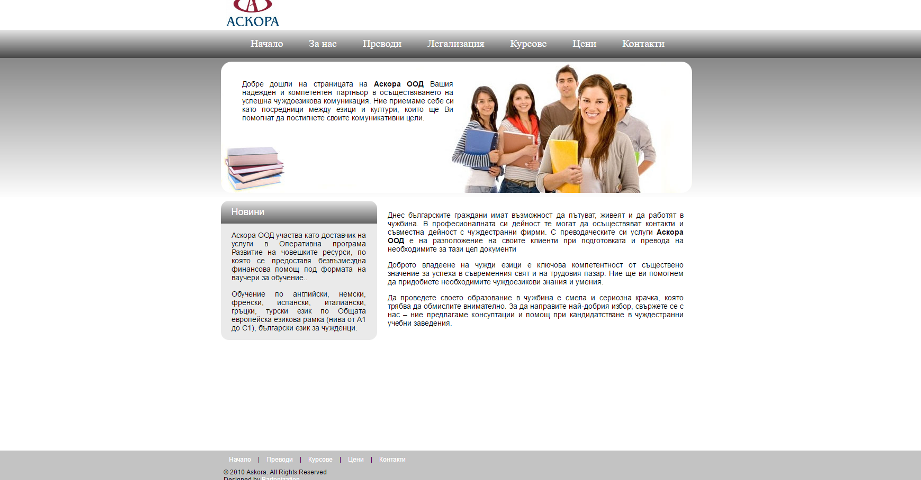 АСКОРА
Начало За нас Преводи Легализация Курсове Цени Контакти
Добре дошли на страницата на Аскора ООД Вашия
надежден и компетентен партньор в осъществяването на
успешна чуждоезикова комуникация. Ние приемаме себе си
като посредници между езици и култури, които ще Ви
помогнат да постигнете своите комуникативни цели.
Новини
Аскора ООД участва като доставчик на
услуги в Оперативна програма
Развитие на човешките ресурси, по
която се предоставя безвъзмездна
финансова помощ под формата на
ваучери за обучение.
Обучение по английски, немски,
френски, испански, италиански,
гръцки, турски език по Общата
европейска езикова рамка (нива от А1
до С1), български език за чужденци.
Днес българските граждани имат възможност да пътуват, живеят и да работят в
чужбина. В професионалната си дейност те могат да осъществяват контакти и
съвместна дейност с чуждестранни фирми. С преводаческите си услуги Аскора
ООД е на разположение на своите клиенти при подготовката и превода на
необходимите за тази цел документи.
Доброто владеене на чужди езици е ключова компетентност от съществено
значение за успеха в съвременния свят и на трудовия пазар. Ние ще ви помогнем
да придобиете необходимите чуждоезикови знания и умения.
Да проведете своето образование в чужбина е смела и сериозна крачка, която
трябва да обмислите внимателно. За да направите най-добрия избор, свържете се с
нас – ние предлагаме консултации и помощ при кандидатстване в чуждестранни
учебни заведения.
Начало | Преводи | Курсове | Цени | Контакти
© 2010 Askora. All Rights Reserved
Designed by